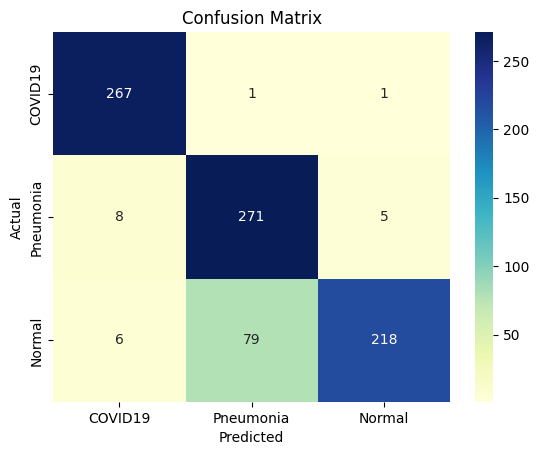 Confusion Matrix
COVID19
267 1 1
Pneumonia
8 271 5
Normal
6 79 218
Actual
COVID19 Pneumonia Normal
Predicted
250
200
150
100
50